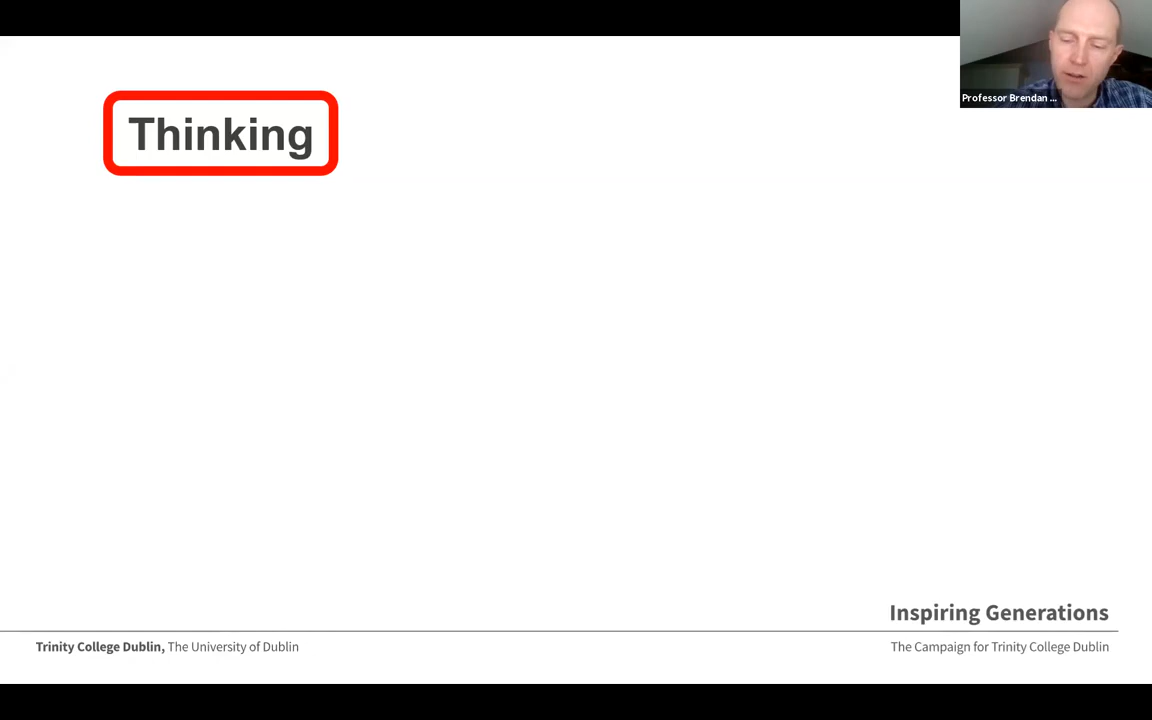 Thinking
Professor Brendan ...
Inspiring Generations
Trinity College Dublin, The University of Dublin
The Campaign for Trinity College Dublin